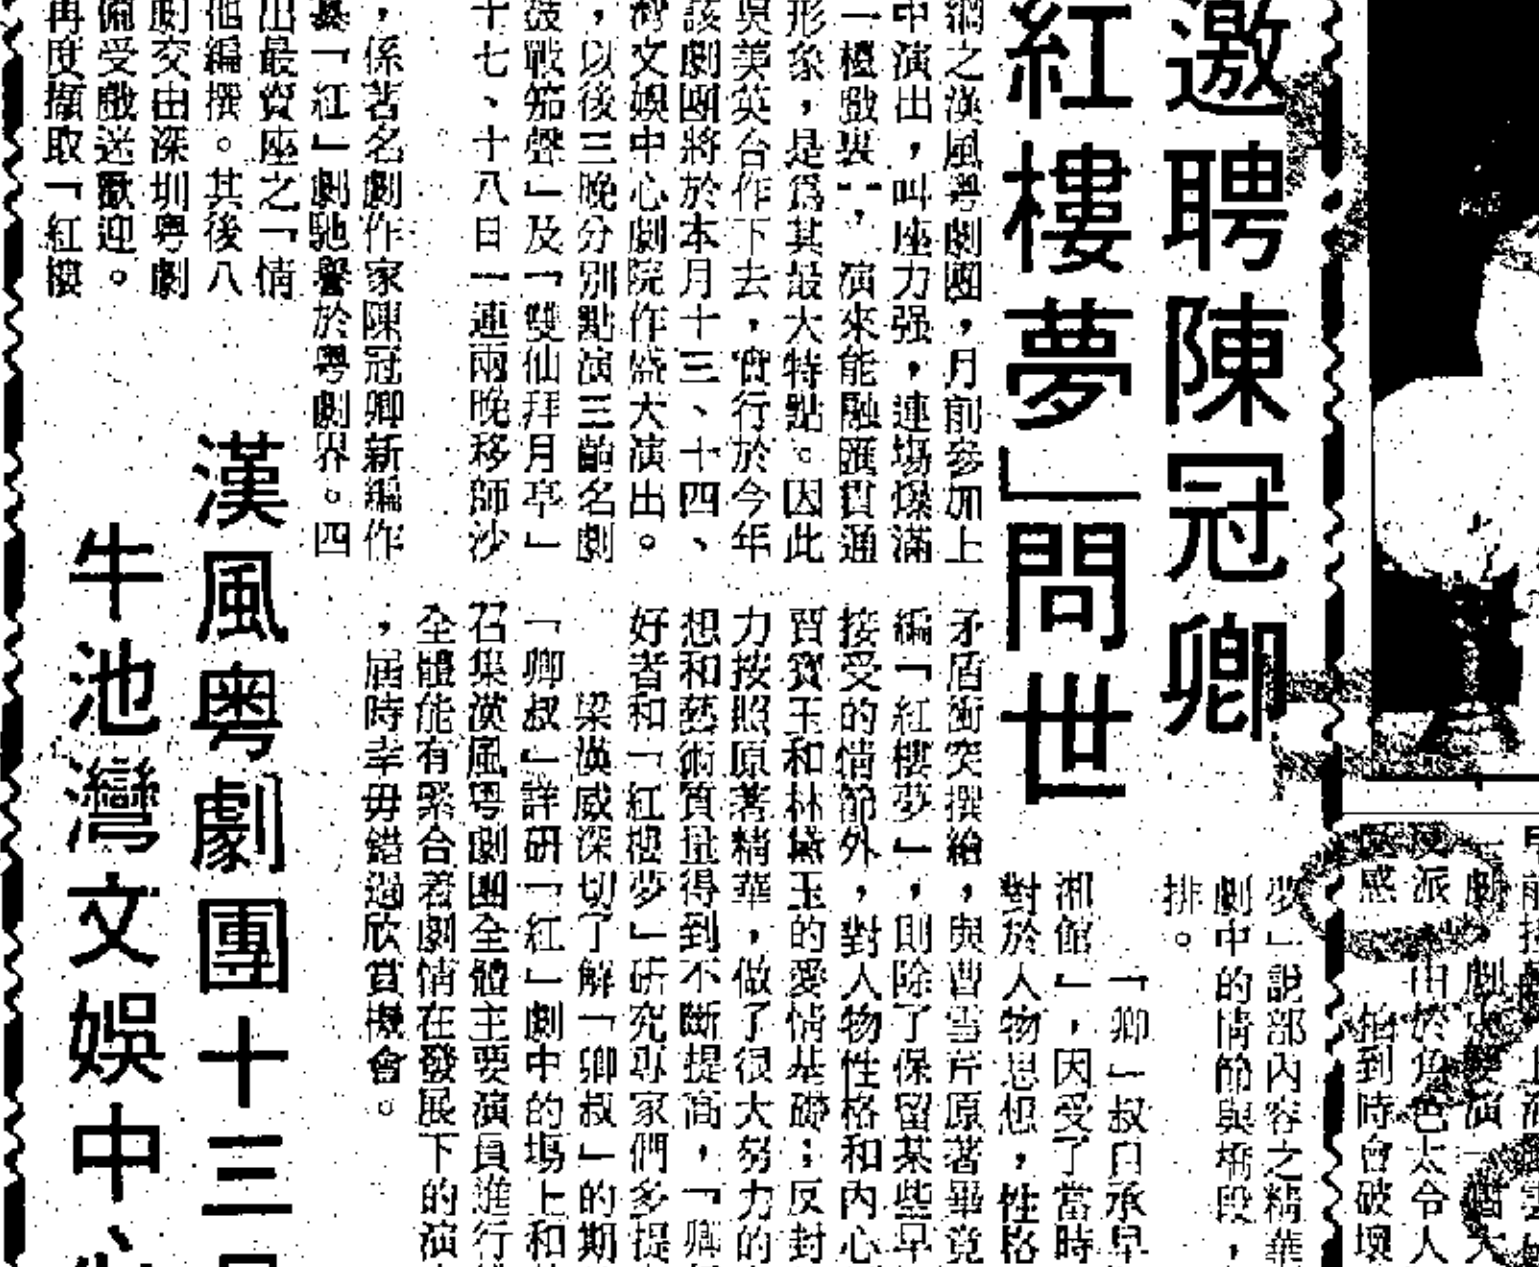 邀聘陳冠卿
紅樓夢」問世
漢風粵劇團十三日
牛池灣文娛中心
綱之漢風粵劇團，月前參加上
中演出，叫座力强，連場爆滿
一檯戲裏，演來能融匯貫通
形象，是爲其最大特點。因此
吳美英台作下去，實行於今年
該劇團將於本月十三、十四、
灣文娛中心劇院作盛大演出。
，以後三晚分別點演三齣名劇
鼓戰笳聲」及「雙仙拜月亭」
十七、十八日一連兩晚移師沙
，係著名劇作家陳冠卿新編作
「紅」劇馳譽於粵劇界。四
出最賣座之「情
他編撰。其後八
劇交由深圳粵劇
備受戲迷歡迎。
再度擷取「紅樓
夢」說部內容之精華
劇中的情節與橋段，
排。
「卿」叔自承早
湘館」，因受了當時
對於人物思想，性格
矛盾衝突撰繪，與曹雪芹原著畢竟
編「紅樓夢」，則除了保留某些早
接受的情節外，對人物性格和內心
賈寶玉和林黛玉的愛情基礎；反封
力按照原著精華，做了很大努力的
想和藝術質量得到不斷提高，「卿
好者和「紅樓夢」研究專家們多提
梁漢威深切了解「卿叔」的期
「卿叔」詳研「紅」劇中的場上和
召集漢風粵劇團全體主要演員進行
全體能有緊合着劇情在發展下的演
，屆時幸毋錯過欣賞機會。
派　由於角色太令人
感　拍到時會破壞